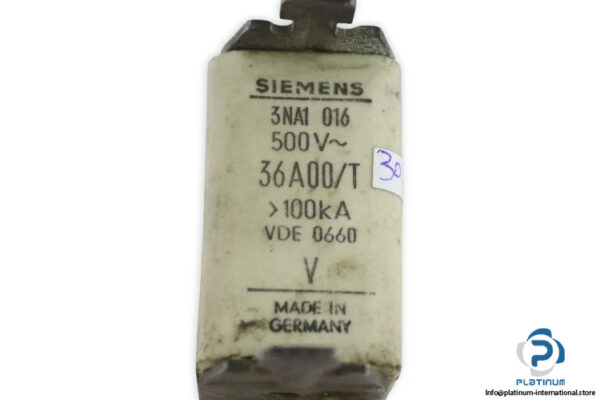 SIEMENS
3NA1 016
500V~
36A00/T
>100kA
VDE 0660
V
MADE IN
GERMANY
30
P
PLATINUM
Info@platinum-international.store